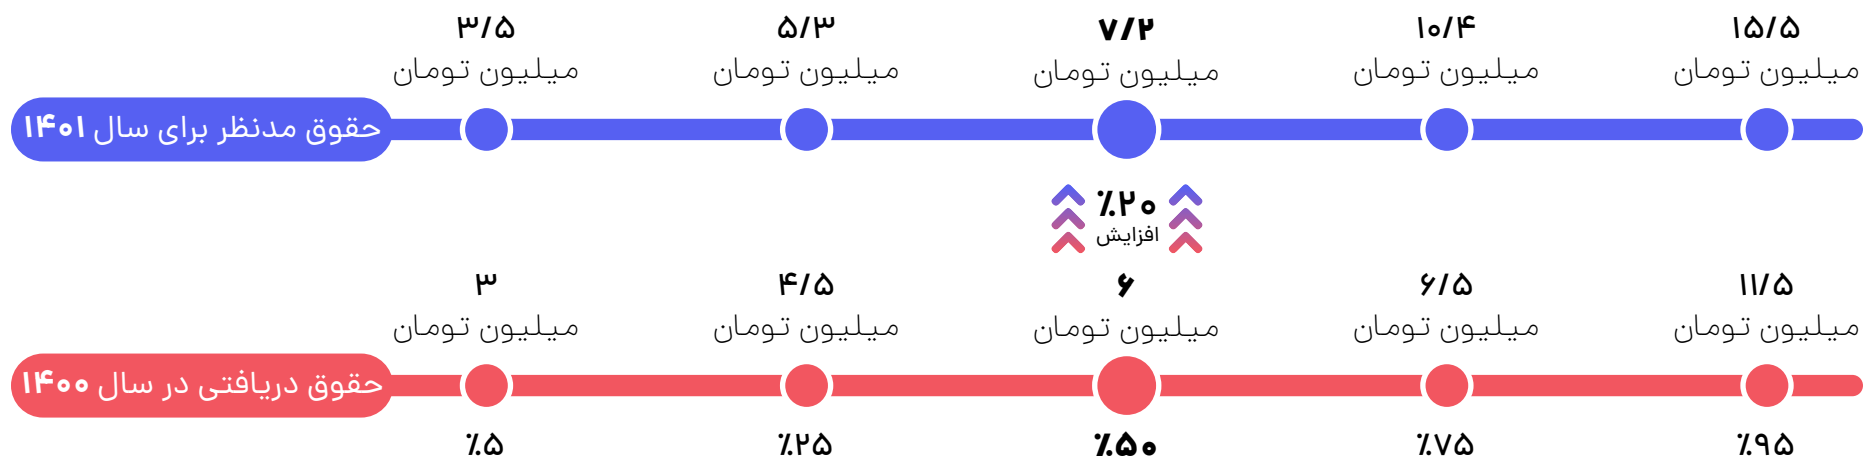 ۳/۵
میلیون تومان
۵/۳
میلیون تومان
۷/۲
میلیون تومان
۱۰/۴
میلیون تومان
۱۵/۵
میلیون تومان
حقوق مدنظر برای سال ۱۴۰۱
٪۲۰
افزایش
۳
میلیون تومان
۴/۵
میلیون تومان
۶
میلیون تومان
۶/۵
میلیون تومان
۱۱/۵
میلیون تومان
حقوق دریافتی در سال ۱۴۰۰
٪۵
٪۲۵
٪۵۰
٪۷۵
٪۹۵